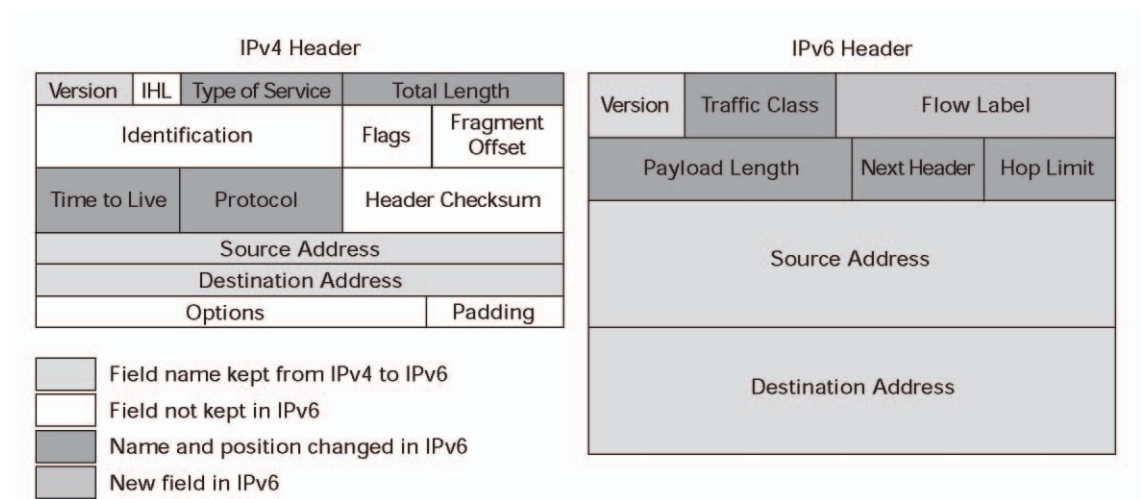 IPv4 Header
IPv6 Header
Version IHL Type of Service Total Length
Identification Flags Fragment Offset
Time to Live Protocol Header Checksum
Source Address
Destination Address
Options Padding
Version Traffic Class Flow Label
Payload Length Next Header Hop Limit
Source Address
Destination Address
Field name kept from IPv4 to IPv6
Field not kept in IPv6
Name and position changed in IPv6
New field in IPv6